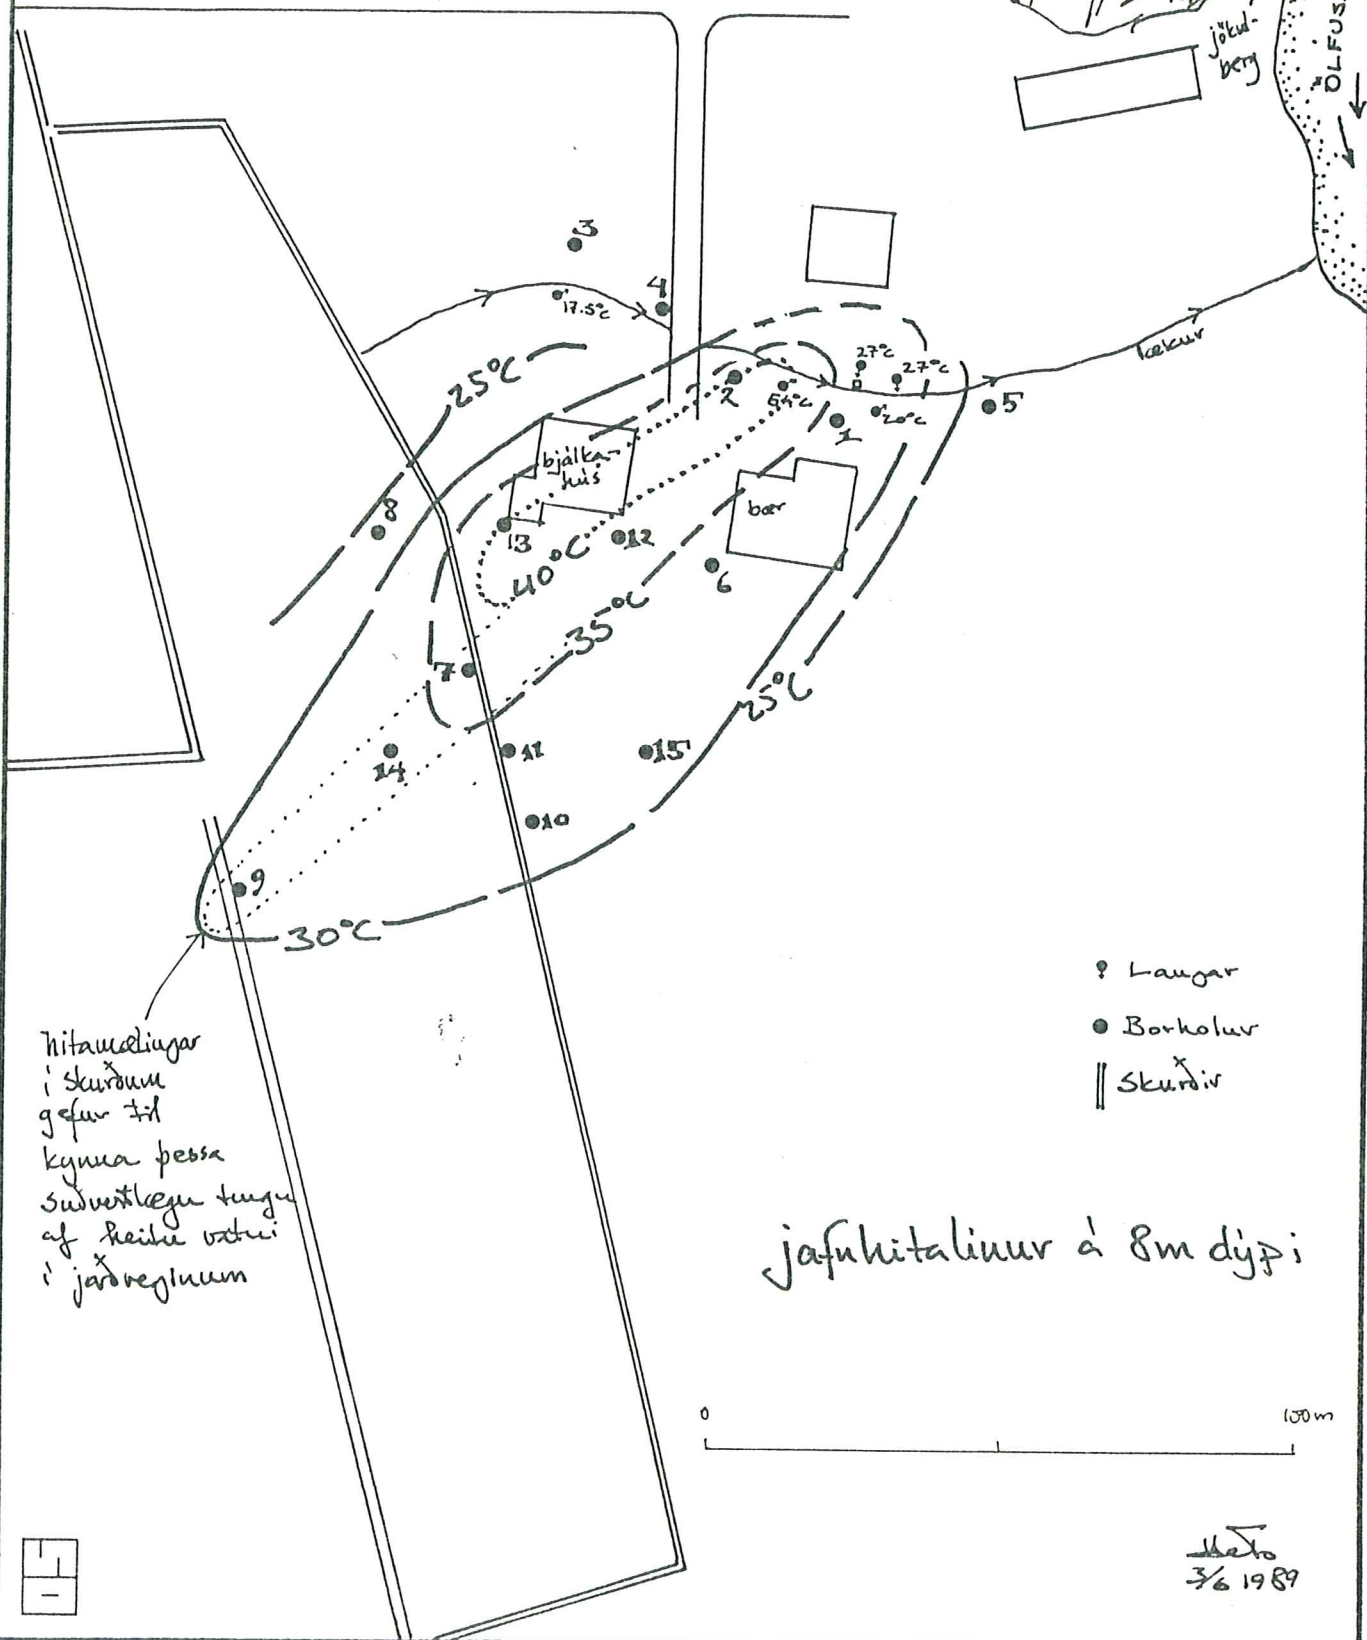 jökul-
berg
ÖLFUS
3
4
17.5°C
25°C
27°C
27°C
lækur
2
1
20°C
5
bjálka-
hús
bær
8
13
12
40°C
6
35°C
7
25°C
14
11
15
10
9
30°C
Laugar
Borholur
Skurðir
hitamælingar
í skurðum
gefur til
kynna þessa
suðvestlægu tungu
af heitu vatni
í jarðveginum
jafnhitalínur á 8m dýpi
0
100m
3/6 1989